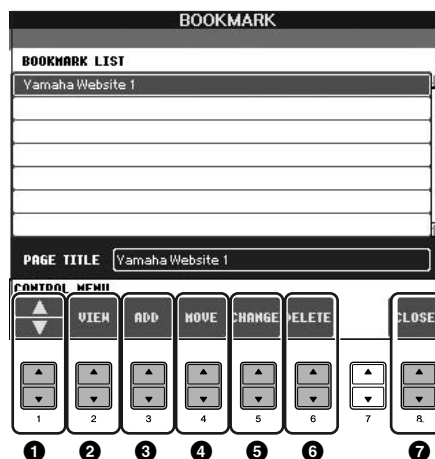 BOOKMARK
BOOKMARK LIST
Yamaha Website 1
PAGE TITLE Yamaha Website 1
CONTROL MENU
VIEW ADD MOVE CHANGE DELETE CLOSE
1 2 3 4 5 6 7 8
1 2 3 4 5 6 7